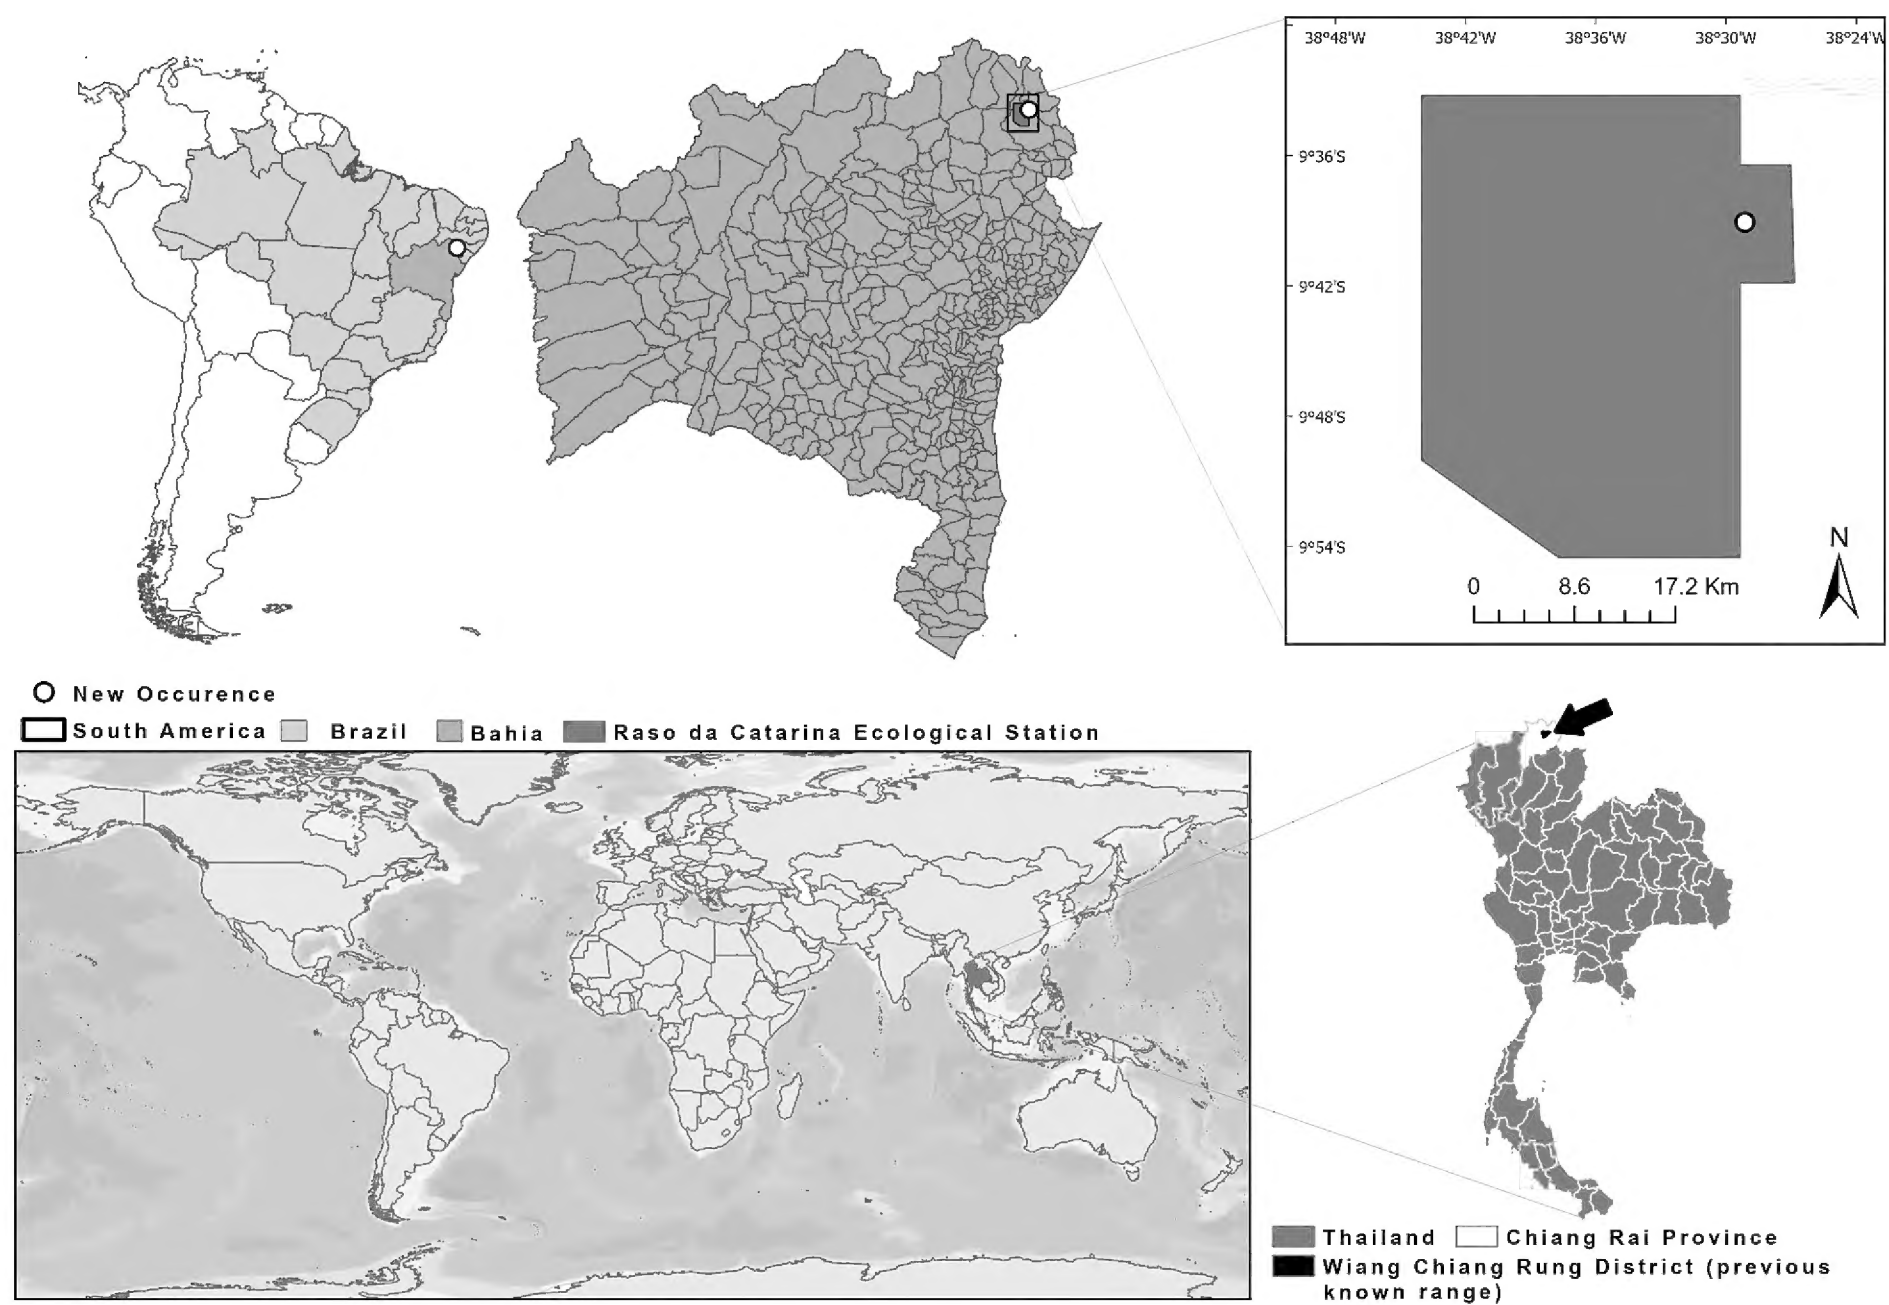 38°48'W 38°42'W 38°36'W 38°30'W 38°24'W
9°36'S
9°42'S
9°48'S
9°54'S
N
0 8.6 17.2 Km
New Occurence
South America Brazil Bahia Raso da Catarina Ecological Station
Thailand Chiang Rai Province
Wiang Chiang Rung District (previous
known range)